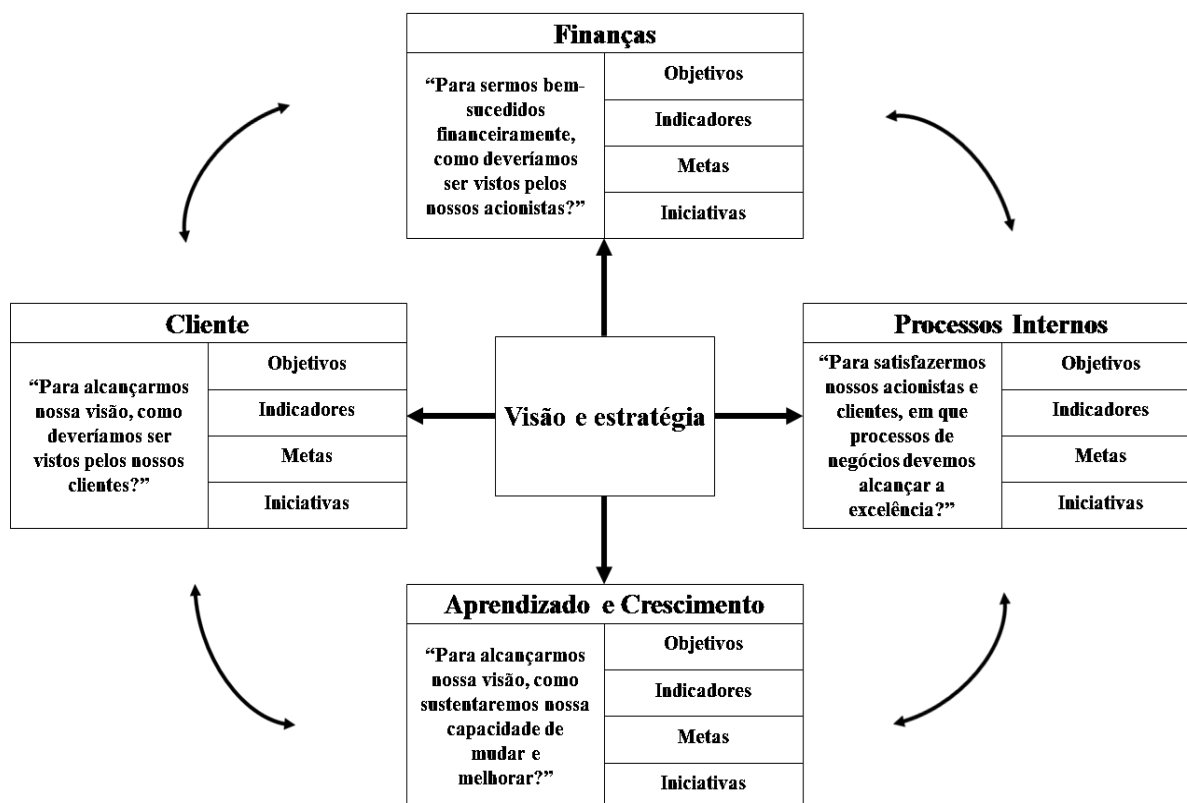 Finanças
“Para sermos bem-
sucedidos
financeiramente,
como deveríamos
ser vistos pelos
nossos acionistas?”
Objetivos
Indicadores
Metas
Iniciativas
Cliente
“Para alcançarmos
nossa visão, como
deveríamos ser
vistos pelos nossos
clientes?”
Objetivos
Indicadores
Metas
Iniciativas
Visão e estratégia
Processos Internos
“Para satisfazermos
nossos acionistas e
clientes, em que
processos de
negócios devemos
alcançar a
excelência?”
Objetivos
Indicadores
Metas
Iniciativas
Aprendizado e Crescimento
“Para alcançarmos
nossa visão, como
sustentaremos nossa
capacidade de
mudar e
melhorar?”
Objetivos
Indicadores
Metas
Iniciativas